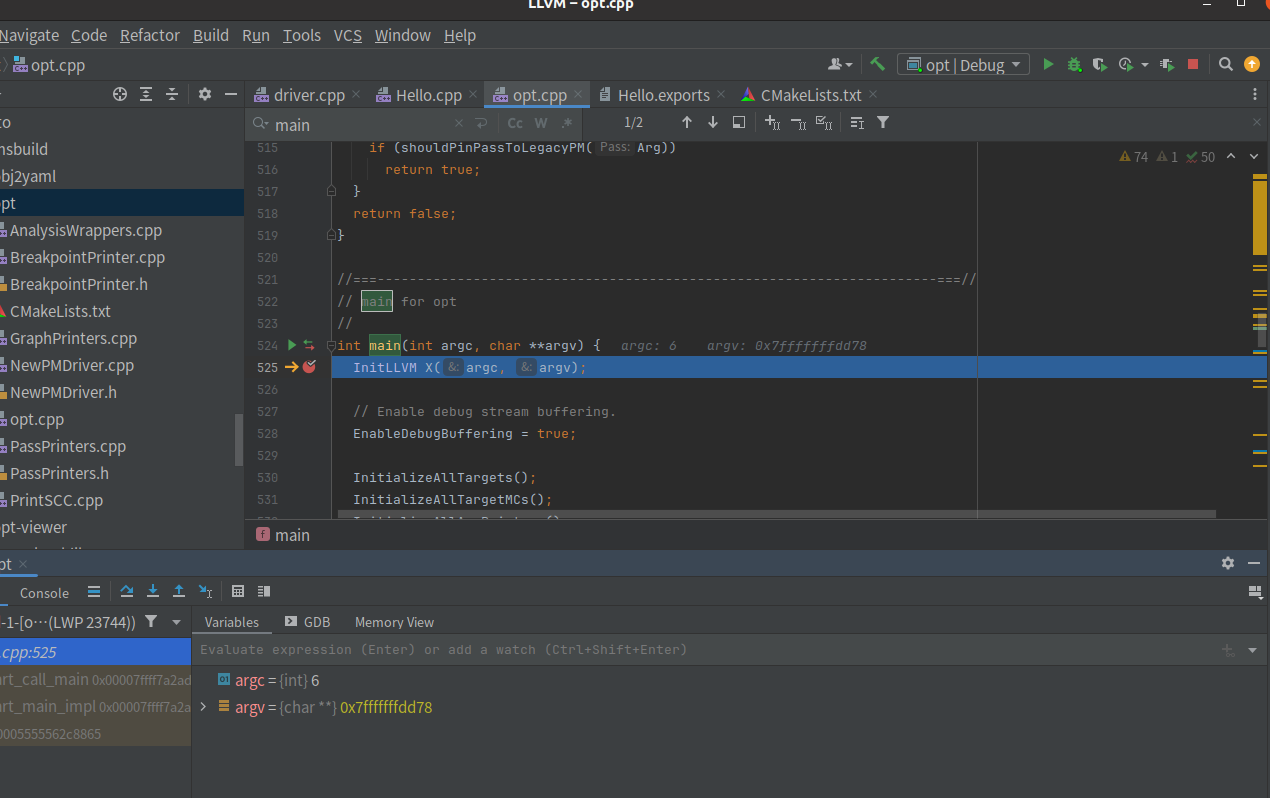 LLVM – opt.cpp
Navigate Code Refactor Build Run Tools VCS Window Help
opt.cpp
opt | Debug
driver.cpp Hello.cpp opt.cpp Hello.exports CMakeLists.txt
main Cc W .* 1/2
to
nsbuild
obj2yaml
opt
AnalysisWrappers.cpp
BreakpointPrinter.cpp
BreakpointPrinter.h
CMakeLists.txt
GraphPrinters.cpp
NewPMDriver.cpp
NewPMDriver.h
opt.cpp
PassPrinters.cpp
PassPrinters.h
PrintSCC.cpp
opt-viewer
74 1 50
515 if (shouldPinPassToLegacyPM( Pass: Arg))
516 return true;
517 }
518 return false;
519 }
520
521 //===----------------------------------------------------------------------===//
522 // main for opt
523 //
524 int main(int argc, char **argv) { argc: 6 argv: 0x7fffffffdd78
525 InitLLVM X( &: argc, &: argv);
526
527 // Enable debug stream buffering.
528 EnableDebugBuffering = true;
529
530 InitializeAllTargets();
531 InitializeAllTargetMCs();
main
pt
Console
-1-[o···(LWP 23744))
Variables GDB Memory View
.cpp:525
art_call_main 0x00007ffff7a2ad
art_main_impl 0x00007ffff7a2a
0005555562c8865
Evaluate expression (Enter) or add a watch (Ctrl+Shift+Enter)
argc = {int} 6
argv = {char **} 0x7fffffffdd78